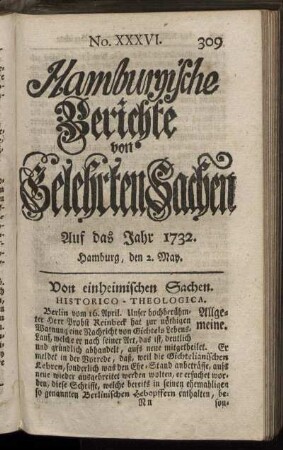 No. XXXVI. 309
Hamburgische
Berichte
von
Gelehrten Sachen
Auf das Jahr 1732.
Hamburg, den 2. May.
Von einheimischen Sachen.
HISTORICO-THEOLOGICA.
Berlin vom 16. April. Unser hochberühm- Allge-
ter Herr Probst Reinbeck hat zur nöthigen meine.
Warnung eine Nachricht von Gichtels Lebens-
Lauf, welche er nach seiner Art, das ist, deutlich
und gründlich abhandelt, aufs neue mitgetheilet. Er
meldet in der Vorrede, daß, weil die Gichtelianischen
Lehren, sonderlich was den Ehe-Stand anbeträfe, aufs
neue wieder ausgebreitet werden wolten, er ersuchet wor-
den, diese Schrifft, welche bereits in seinen ehemahligen
so genannten Berlinischen Hebopffern enthalten, be-
Nn son-